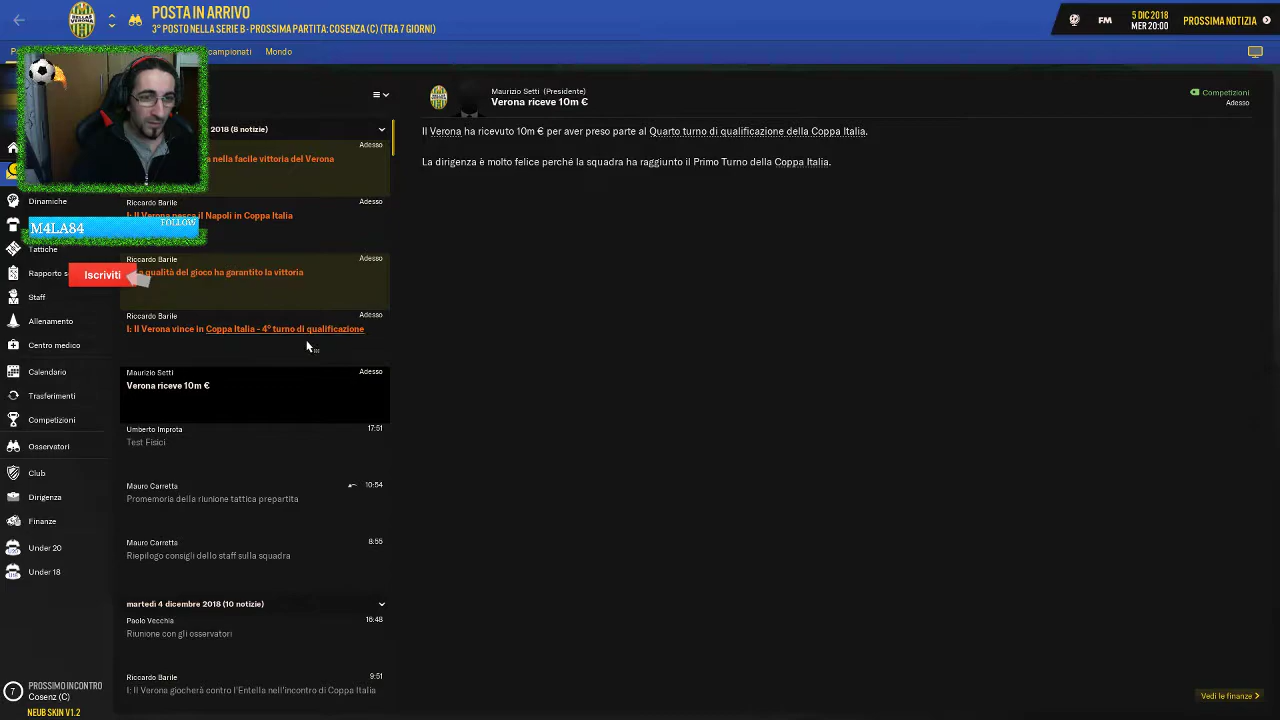 POSTA IN ARRIVO
3° POSTO NELLA SERIE B · PROSSIMA PARTITA: COSENZA (C) (TRA 7 GIORNI)
FM
5 DIC 2018
MER 20:00
PROSSIMA NOTIZIA
campionati
Mondo
2018 (8 notizie)
Adesso
nella facile vittoria del Verona
Riccardo Barile
Adesso
I: Il Verona pesca il Napoli in Coppa Italia
Riccardo Barile
Adesso
a qualità del gioco ha garantito la vittoria
Riccardo Barile
Adesso
I: Il Verona vince in Coppa Italia - 4° turno di qualificazione
Maurizio Setti
Adesso
Verona riceve 10m €
Umberto Improta
17:51
Test Fisici
Mauro Carretta
10:54
Promemoria della riunione tattica prepartita
Mauro Carretta
8:55
Riepilogo consigli dello staff sulla squadra
martedì 4 dicembre 2018 (10 notizie)
Paolo Vecchia
16:48
Riunione con gli osservatori
Riccardo Barile
9:51
I: Il Verona giocherà contro l'Entella nell'incontro di Coppa Italia
Maurizio Setti (Presidente)
Verona riceve 10m €
Competizioni
Adesso
Il Verona ha ricevuto 10m € per aver preso parte al Quarto turno di qualificazione della Coppa Italia.
La dirigenza è molto felice perché la squadra ha raggiunto il Primo Turno della Coppa Italia.
Vedi le finanze
Dinamiche
M4LA84
FOLLOW
Tattiche
Rapporto s
Iscriviti
Staff
Allenamento
Centro medico
Calendario
Trasferimenti
Competizioni
Osservatori
Club
Dirigenza
Finanze
Under 20
Under 18
7
PROSSIMO INCONTRO
Cosenz (C)
NEUB SKIN V1.2